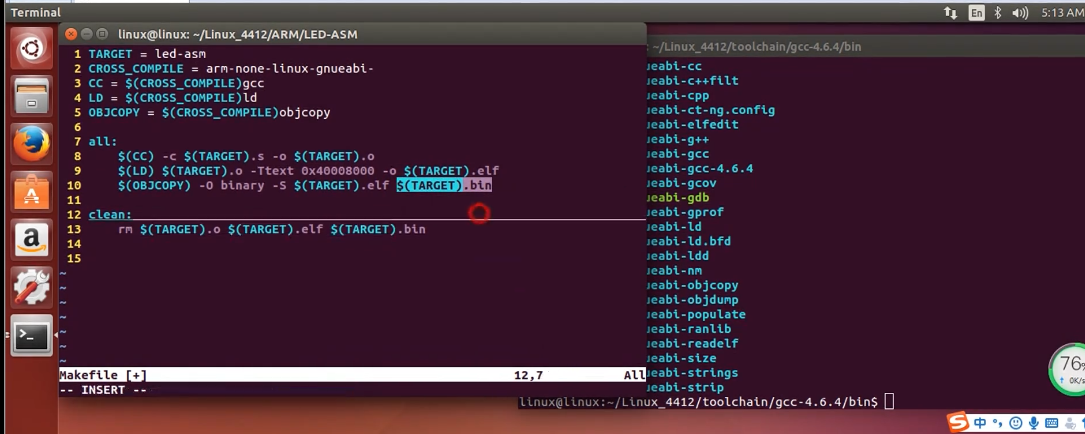 Terminal
En
5:13 AM
linux@linux: ~/Linux_4412/ARM/LED-ASM
1 TARGET = led-asm
2 CROSS_COMPILE = arm-none-linux-gnueabi-
3 CC = $(CROSS_COMPILE)gcc
4 LD = $(CROSS_COMPILE)ld
5 OBJCOPY = $(CROSS_COMPILE)objcopy
6
7 all:
8 $(CC) -c $(TARGET).s -o $(TARGET).o
9 $(LD) $(TARGET).o -Ttext 0x40008000 -o $(TARGET).elf
10 $(OBJCOPY) -O binary -S $(TARGET).elf $(TARGET).bin
11
12 clean:
13 rm $(TARGET).o $(TARGET).elf $(TARGET).bin
14
15
~
~
~
~
~
~
~
Makefile [+] 12,7 All
-- INSERT --
: ~/Linux_4412/toolchain/gcc-4.6.4/bin
ueabi-cc
ueabi-c++filt
ueabi-cpp
ueabi-ct-ng.config
ueabi-elfedit
ueabi-g++
ueabi-gcc
ueabi-gcc-4.6.4
ueabi-gcov
ueabi-gdb
ueabi-gprof
ueabi-ld
ueabi-ld.bfd
ueabi-ldd
ueabi-nm
ueabi-objcopy
ueabi-objdump
ueabi-populate
ueabi-ranlib
ueabi-readelf
ueabi-size
ueabi-strings
ueabi-strip
linux@linux:~/Linux_4412/toolchain/gcc-4.6.4/bin$
76%
0K/s
中